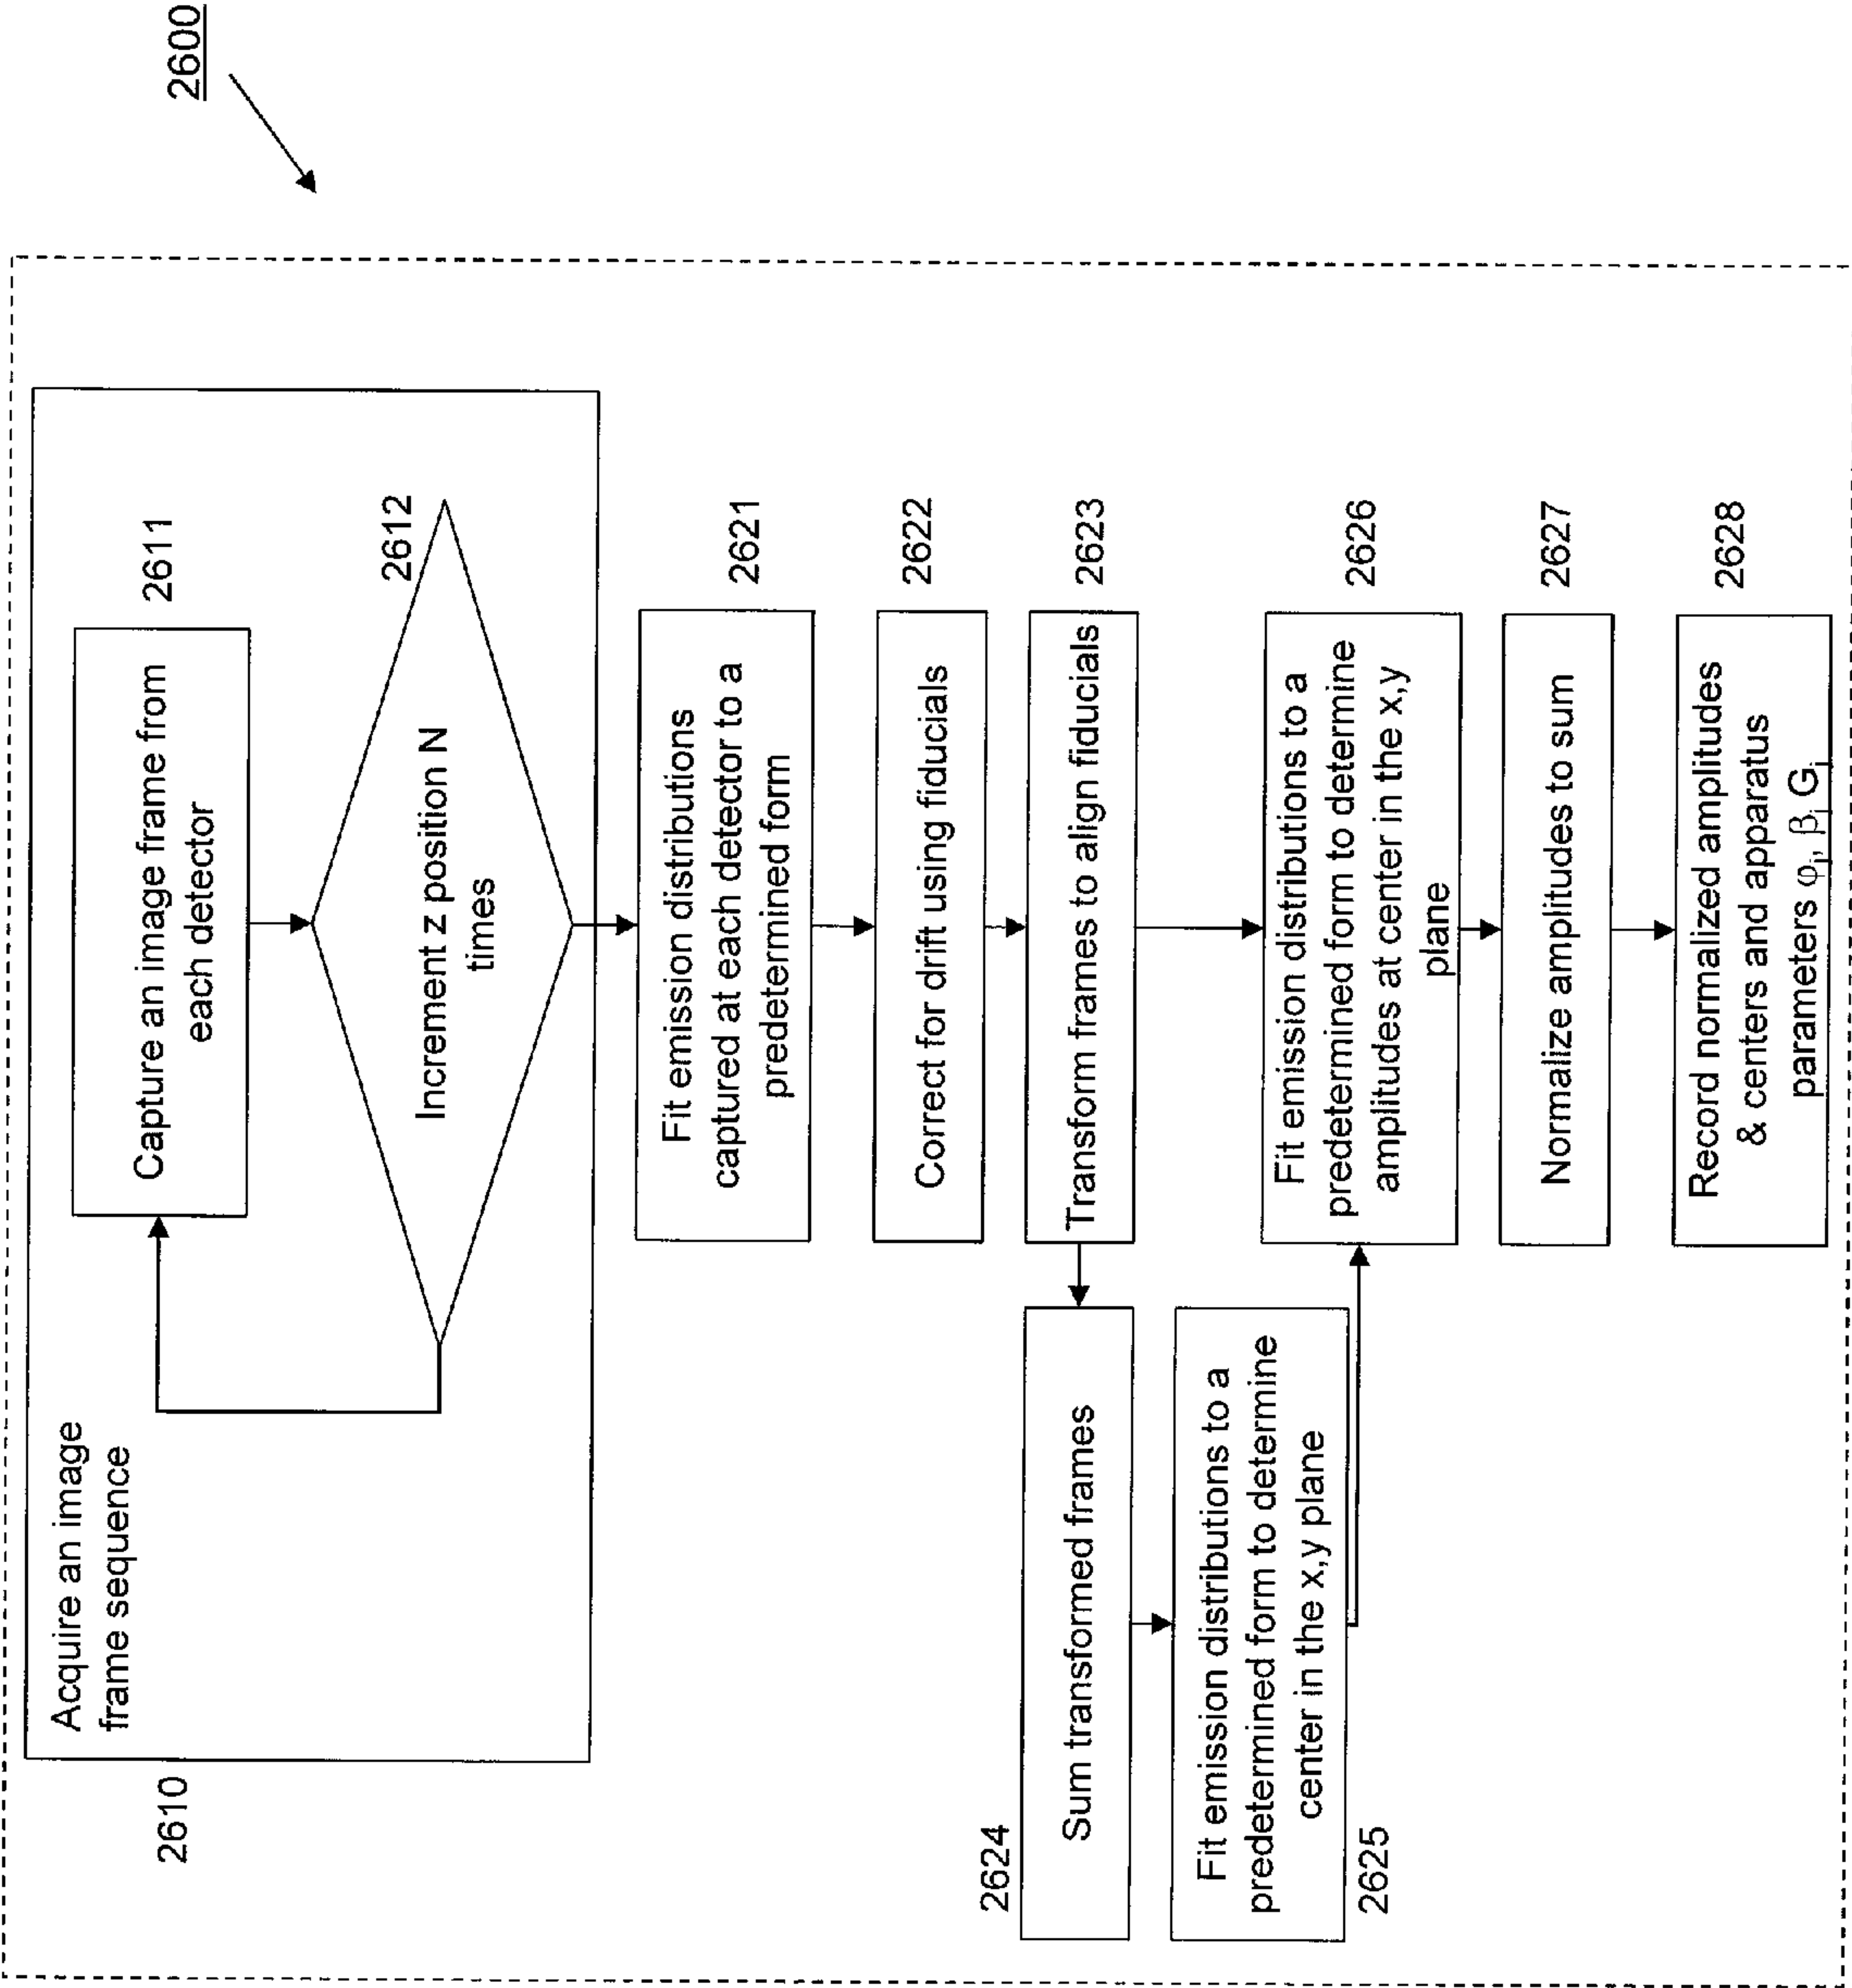 2600
Acquire an image
frame sequence
2610
Capture an image frame from
each detector
2611
Increment z position N
times
2612
Fit emission distributions
captured at each detector to a
predetermined form
2621
Correct for drift using fiducials
2622
Transform frames to align fiducials
2623
2624
Sum transformed frames
Fit emission distributions to a
predetermined form to determine
center in the x,y plane
2625
Fit emission distributions to a
predetermined form to determine
amplitudes at center in the x,y
plane
2626
Normalize amplitudes to sum
2627
Record normalized amplitudes
& centers and apparatus
parameters φi, βi, Gi
2628